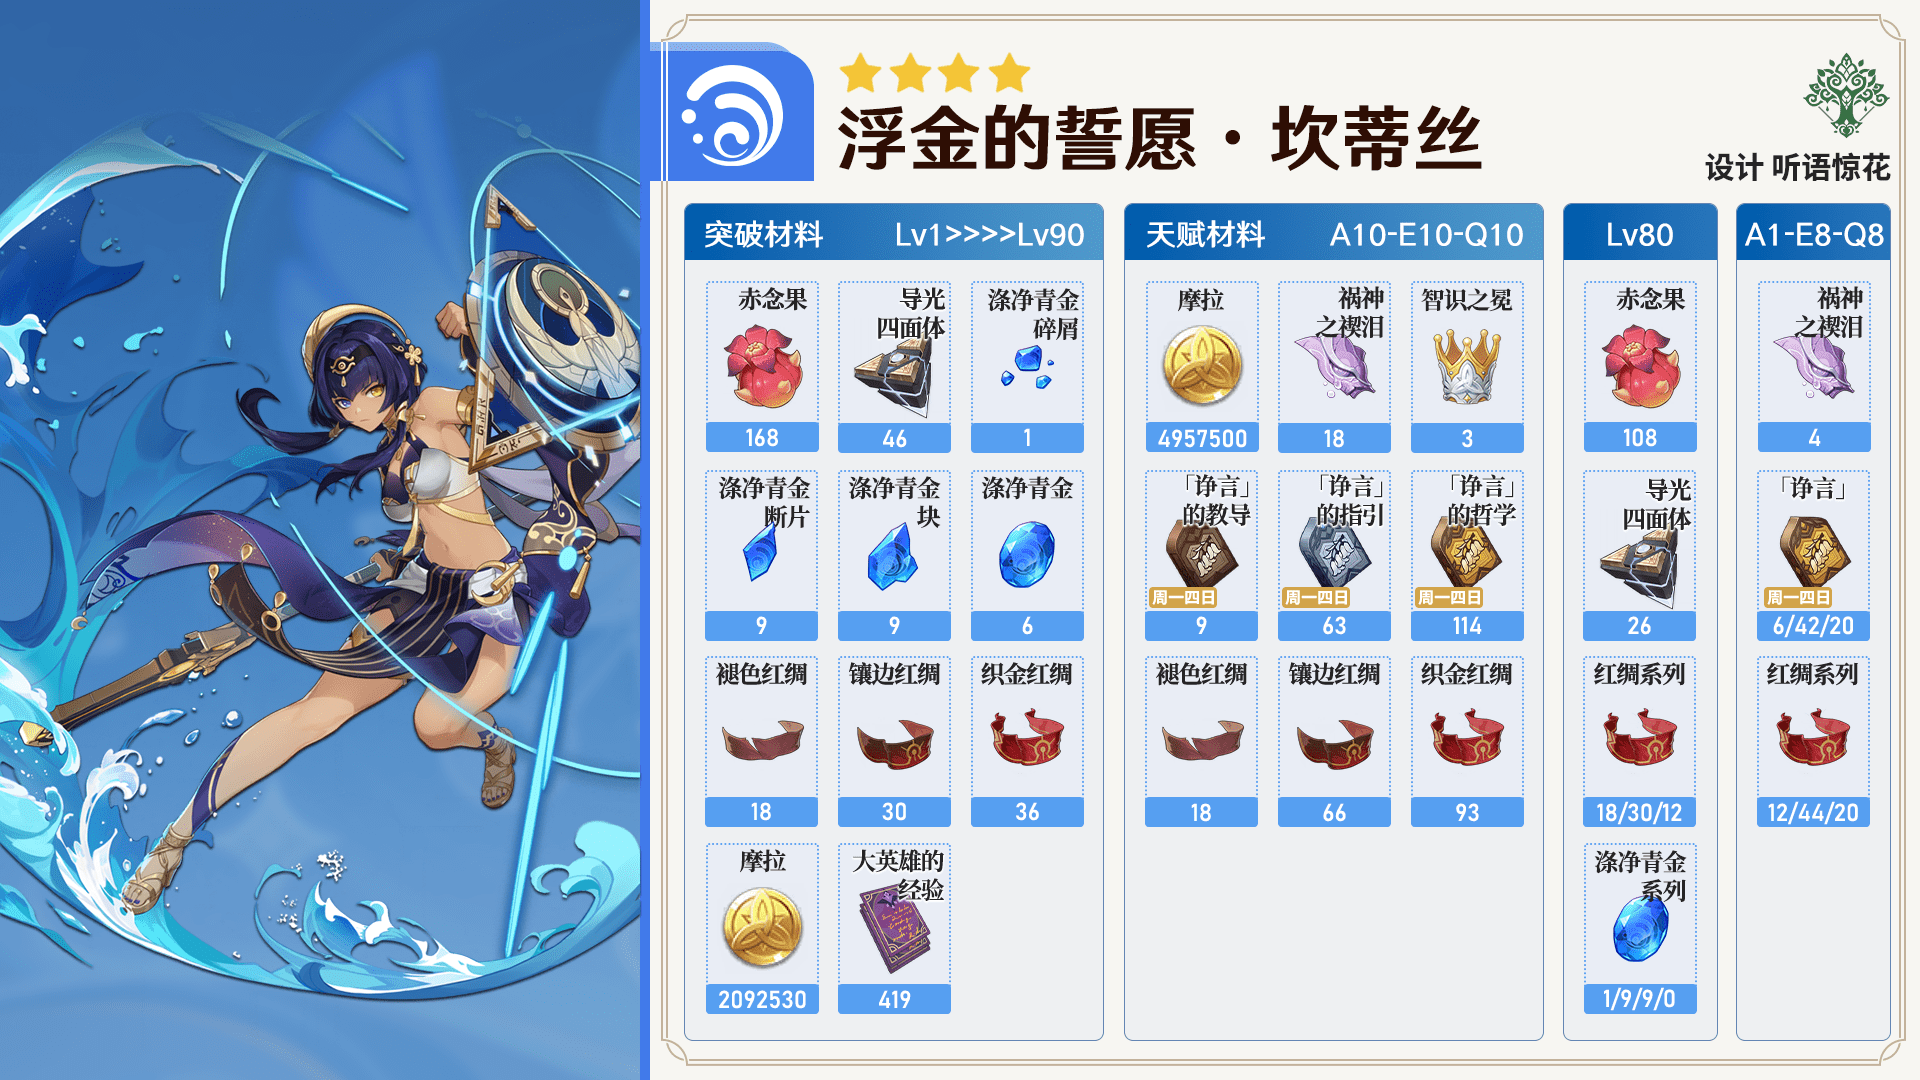 浮金的誓愿·坎蒂丝
设计 听语惊花
突破材料 Lv1>>>>Lv90
赤念果
168
导光
四面体
46
涤净青金
碎屑
1
涤净青金
断片
9
涤净青金
块
9
涤净青金
6
褪色红绸
18
镶边红绸
30
织金红绸
36
摩拉
2092530
大英雄的
经验
419
天赋材料 A10-E10-Q10
摩拉
4957500
祸神
之禊泪
18
智识之冕
3
「诤言」
的教导
周一四日
9
「诤言」
的指引
周一四日
63
「诤言」
的哲学
周一四日
114
褪色红绸
18
镶边红绸
66
织金红绸
93
Lv80
赤念果
108
导光
四面体
26
红绸系列
18/30/12
涤净青金
系列
1/9/9/0
A1-E8-Q8
祸神
之禊泪
4
「诤言」
周一四日
6/42/20
红绸系列
12/44/20